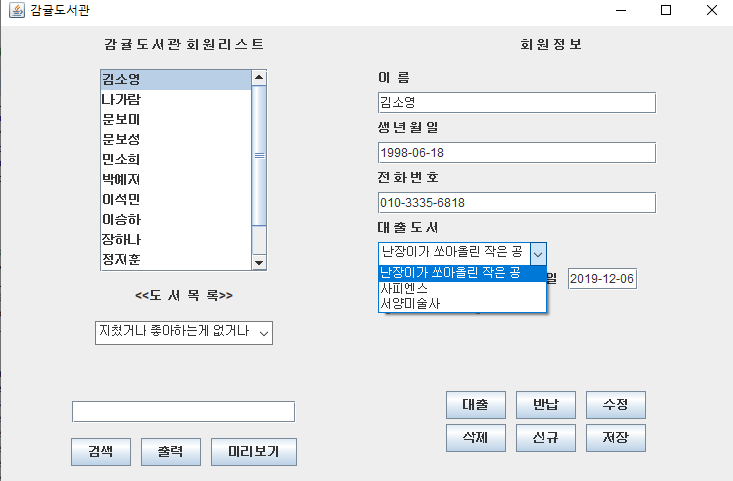 감귤도서관
감귤도서관 회원리스트
김소영
나가람
문보미
문보성
민소희
박예지
이석민
이승하
장하나
정지훈
<<도 서 목 록>>
지쳤거나 좋아하는게 없거나
검색
출력
미리보기
회원정보
이 름
김소영
생년월일
1998-06-18
전화번호
010-3335-6818
대출도서
난장이가 쏘아올린 작은 공
난장이가 쏘아올린 작은 공
사피엔스
서양미술사
일
2019-12-06
대출
반납
수정
삭제
신규
저장